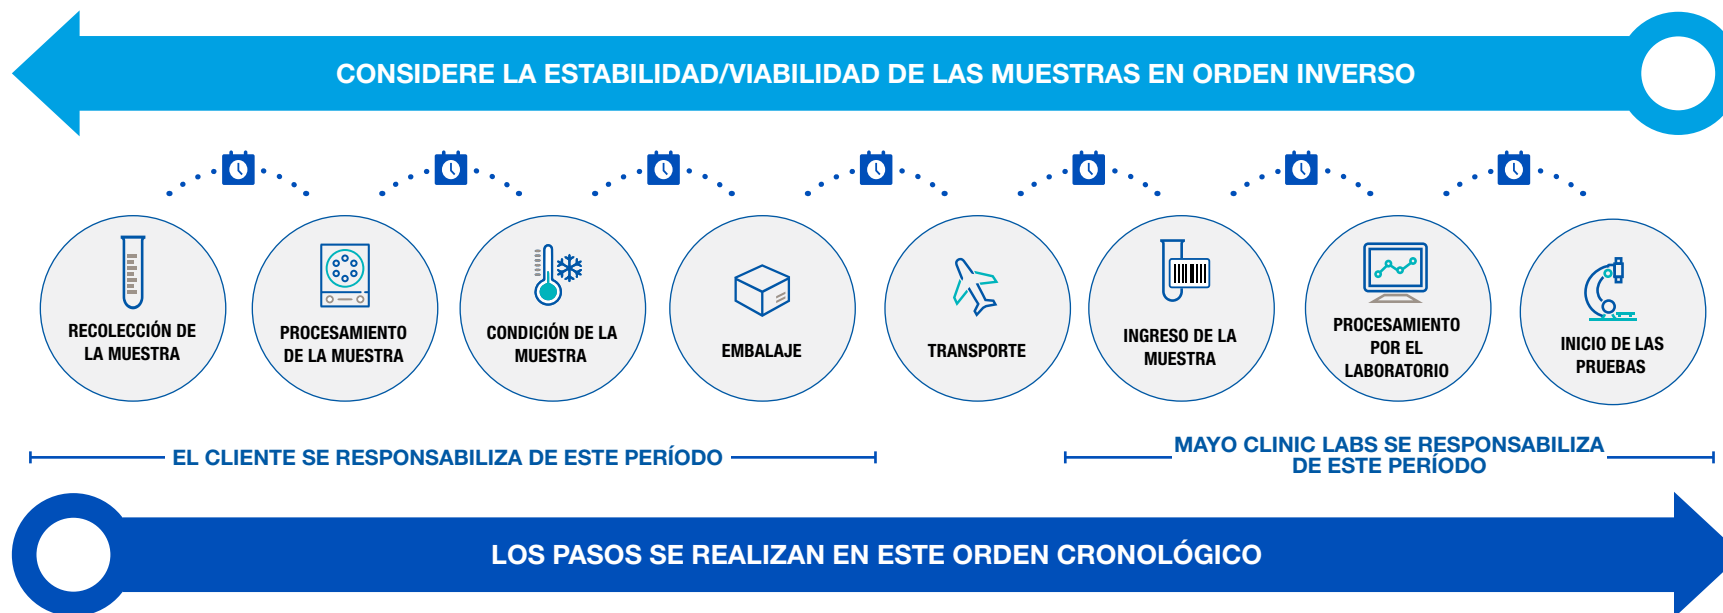 CONSIDERE LA ESTABILIDAD/VIABILIDAD DE LAS MUESTRAS EN ORDEN INVERSO
RECOLECCIÓN DE
LA MUESTRA
PROCESAMIENTO
DE LA MUESTRA
CONDICIÓN DE LA
MUESTRA
EMBALAJE
TRANSPORTE
INGRESO DE LA
MUESTRA
PROCESAMIENTO
POR EL
LABORATORIO
INICIO DE LAS
PRUEBAS
EL CLIENTE SE RESPONSABILIZA DE ESTE PERÍODO
MAYO CLINIC LABS SE RESPONSABILIZA
DE ESTE PERÍODO
LOS PASOS SE REALIZAN EN ESTE ORDEN CRONOLÓGICO